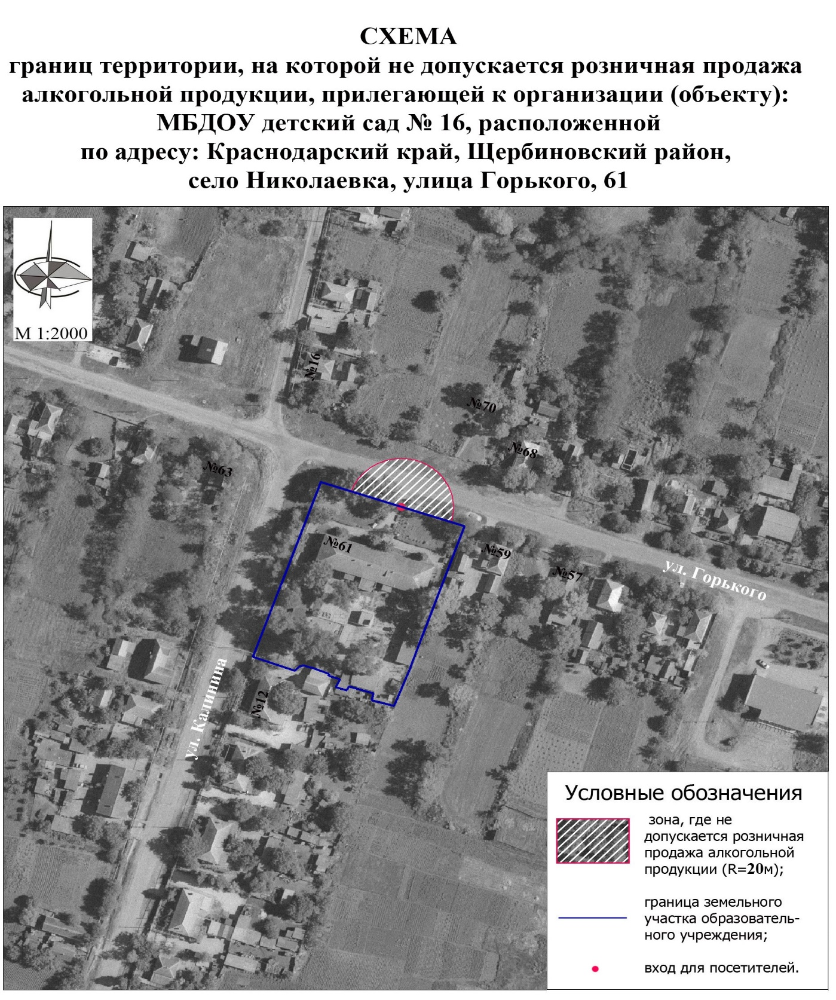 СХЕМА
границ территории, на которой не допускается розничная продажа
алкогольной продукции, прилегающей к организации (объекту):
МБДОУ детский сад № 16, расположенной
по адресу: Краснодарский край, Щербиновский район,
село Николаевка, улица Горького, 61
М 1:2000
№16
№70
№68
№63
№61
№59
№57
ул. Горького
ул. Калинина
№12
Условные обозначения
зона, где не
допускается розничная
продажа алкогольной
продукции (R=20м);
граница земельного
участка образователь-
ного учреждения;
вход для посетителей.